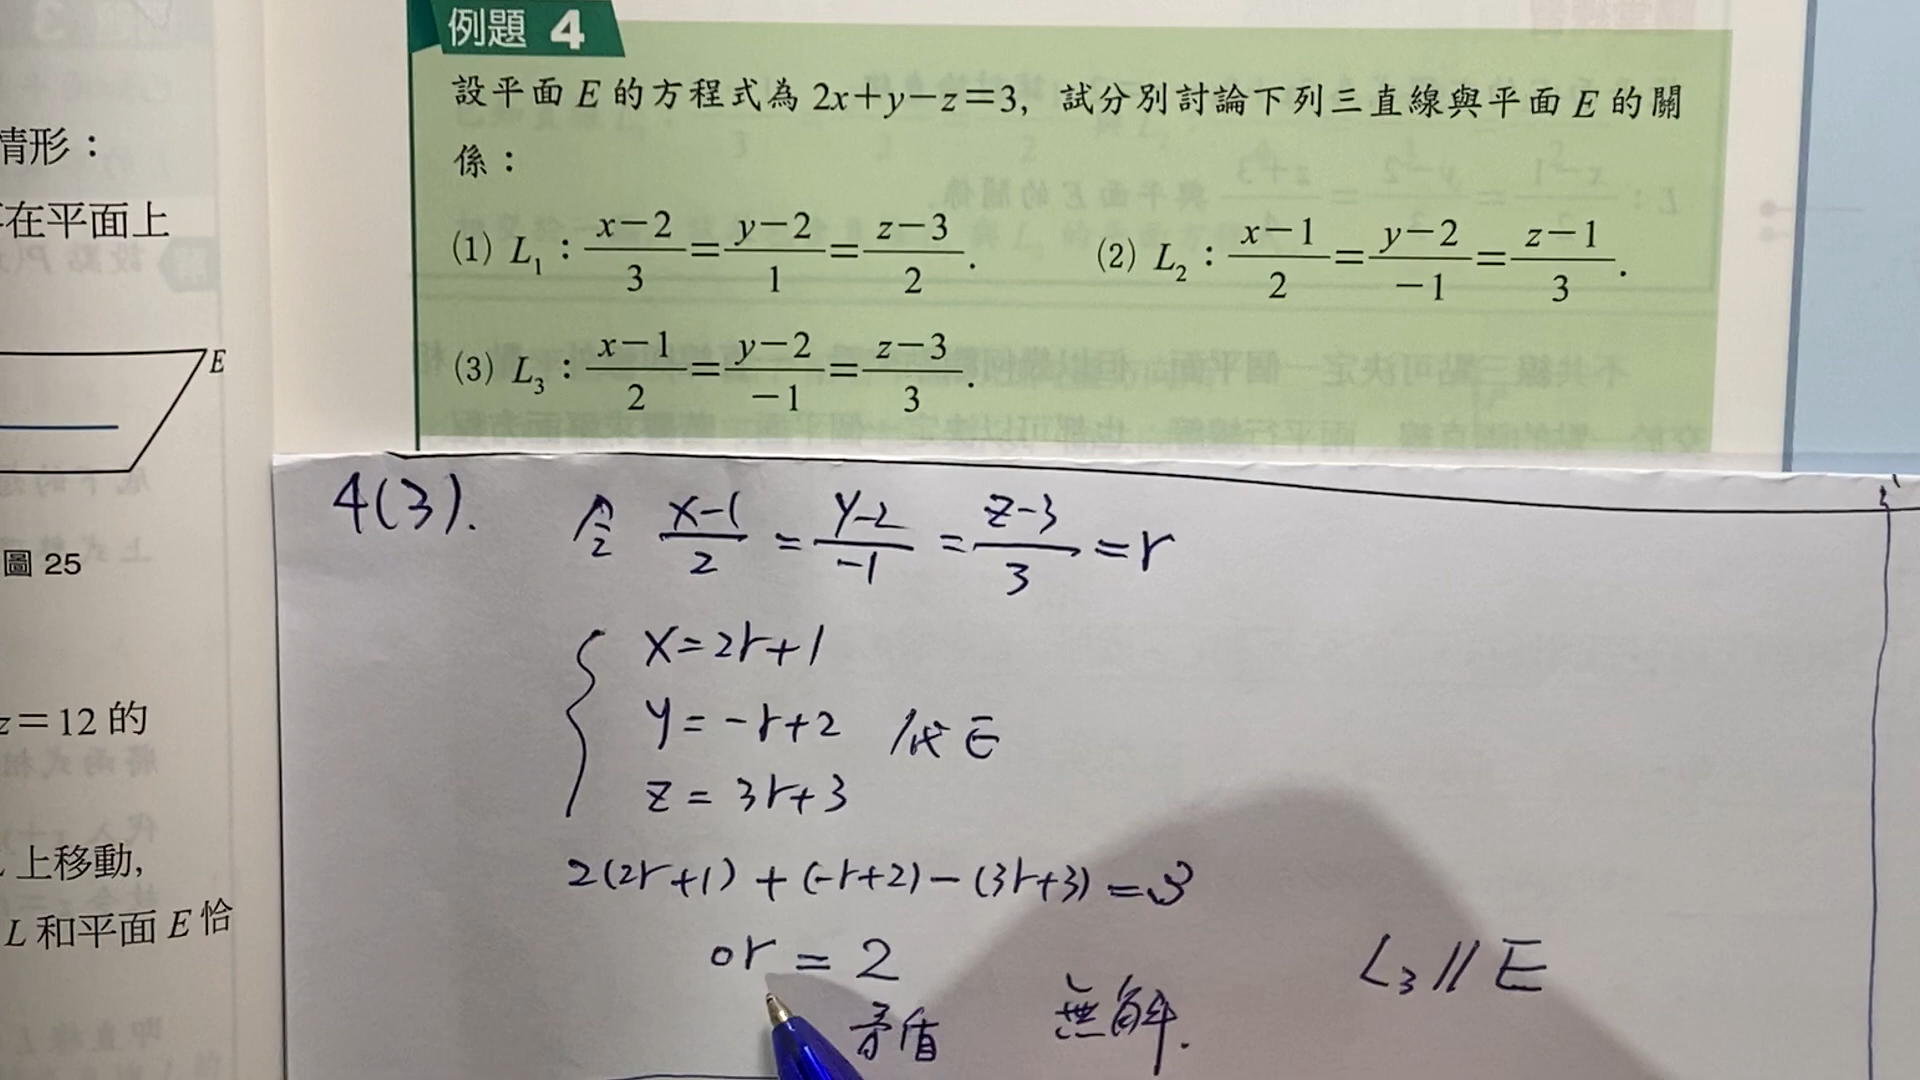 例題 4
設平面 E 的方程式為 2x+y−z=3, 試分別討論下列三直線與平面 E 的關
係：
(1) L₁ : (x−2)/3 = (y−2)/1 = (z−3)/2 .
(2) L₂ : (x−1)/2 = (y−2)/−1 = (z−1)/3 .
(3) L₃ : (x−1)/2 = (y−2)/−1 = (z−3)/3 .
情形：
在平面上
E
圖 25
z=12 的
上移動,
L 和平面 E 恰
4(3). 令 (x-1)/2 = (y-2)/-1 = (z-3)/3 = r
x=2r+1
y=-r+2 代E
z=3r+3
2(2r+1)+(-r+2)-(3r+3)=3
0r=2
矛盾 無解.
L₃//E